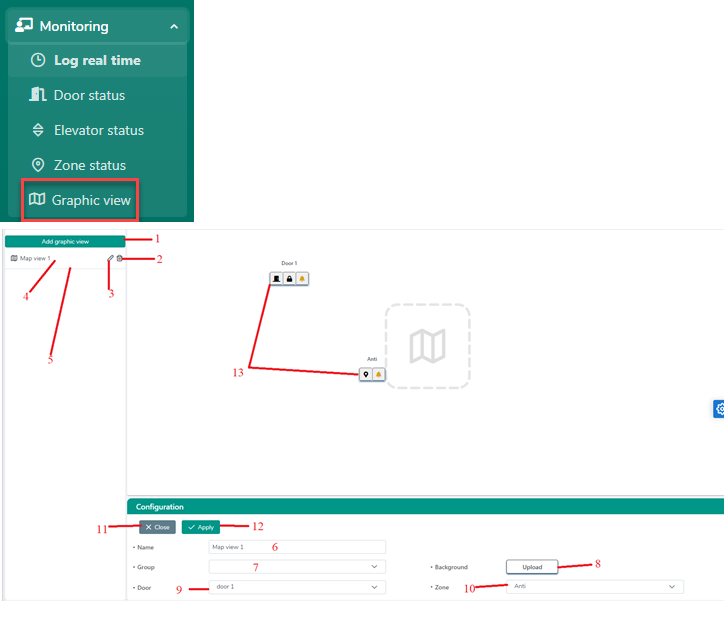 Monitoring
Log real time
Door status
Elevator status
Zone status
Graphic view
Add graphic view 1
Map view 1 2
4 3
5
Door 1
Anti
13
Configuration
11 Close Apply 12
Name Map view 1 6
Group 7 Background Upload 8
Door 9 door 1 Zone 10 Anti